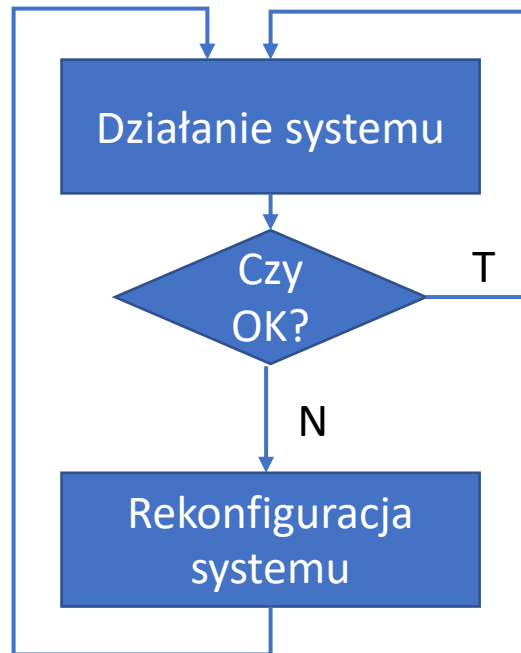 Działanie systemu
Czy
OK?
T
N
Rekonfiguracja
systemu